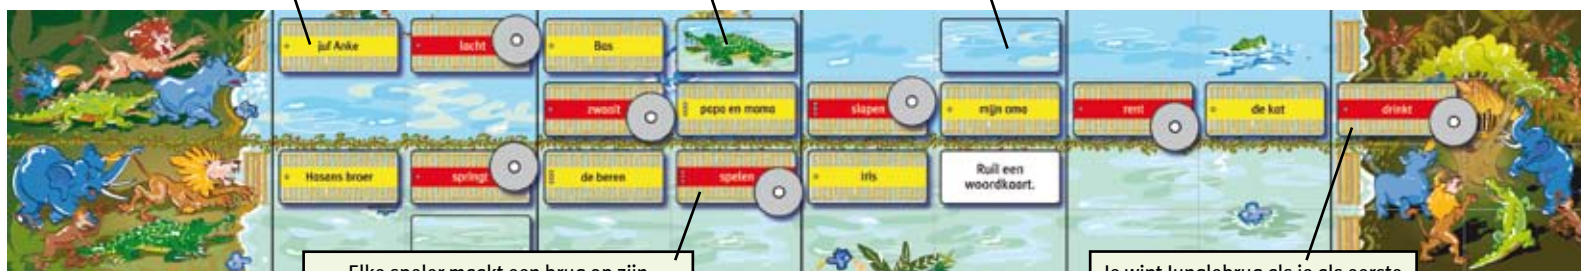 juf Anke
lacht
Bas
zwaait
papa en mama
slapen
mijn oma
rent
de kat
drinkt
Hasans broer
springt
de beren
spelen
Iris
Ruil een
woordkaart.
Elke speler maakt een brug op zijn
Je wint Junglebrug als je als eerste